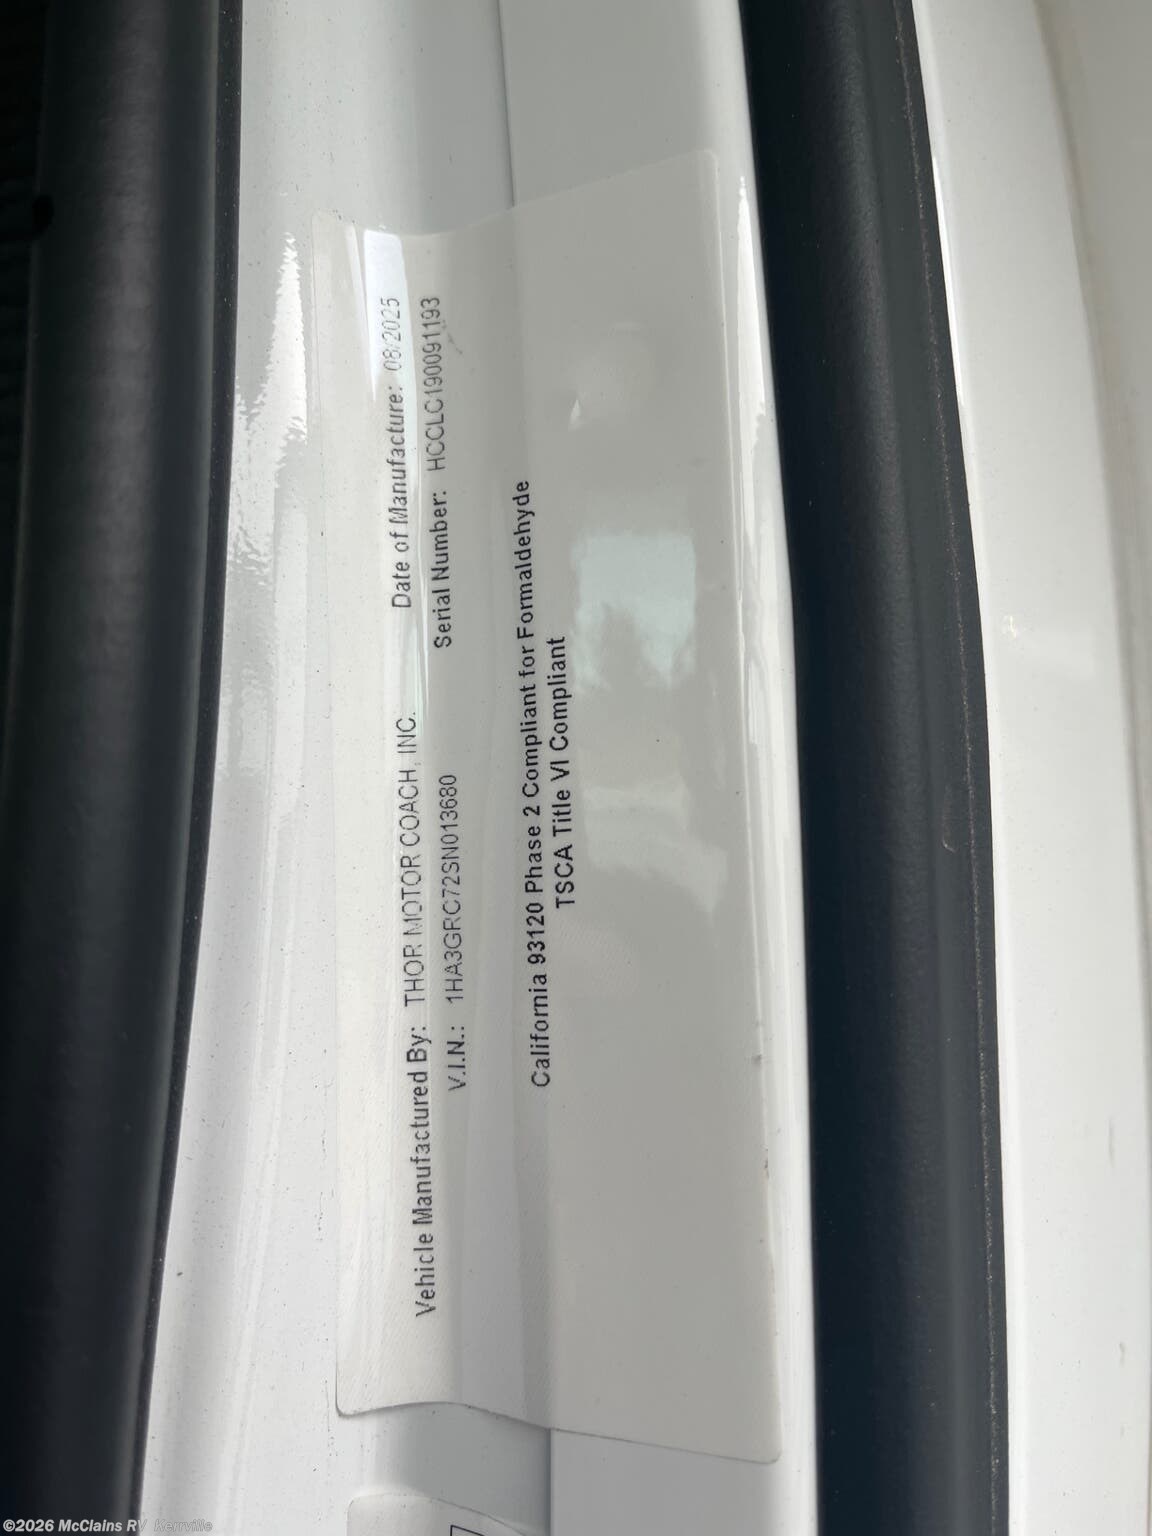 Vehicle Manufactured By: THOR MOTOR COACH, INC. Date of Manufacture: 08/2025
V.I.N.: 1HA3GRC72SN013680 Serial Number: HCCLC190091193
California 93120 Phase 2 Compliant for Formaldehyde
TSCA Title VI Compliant
©2026 McClains RV Kerrville